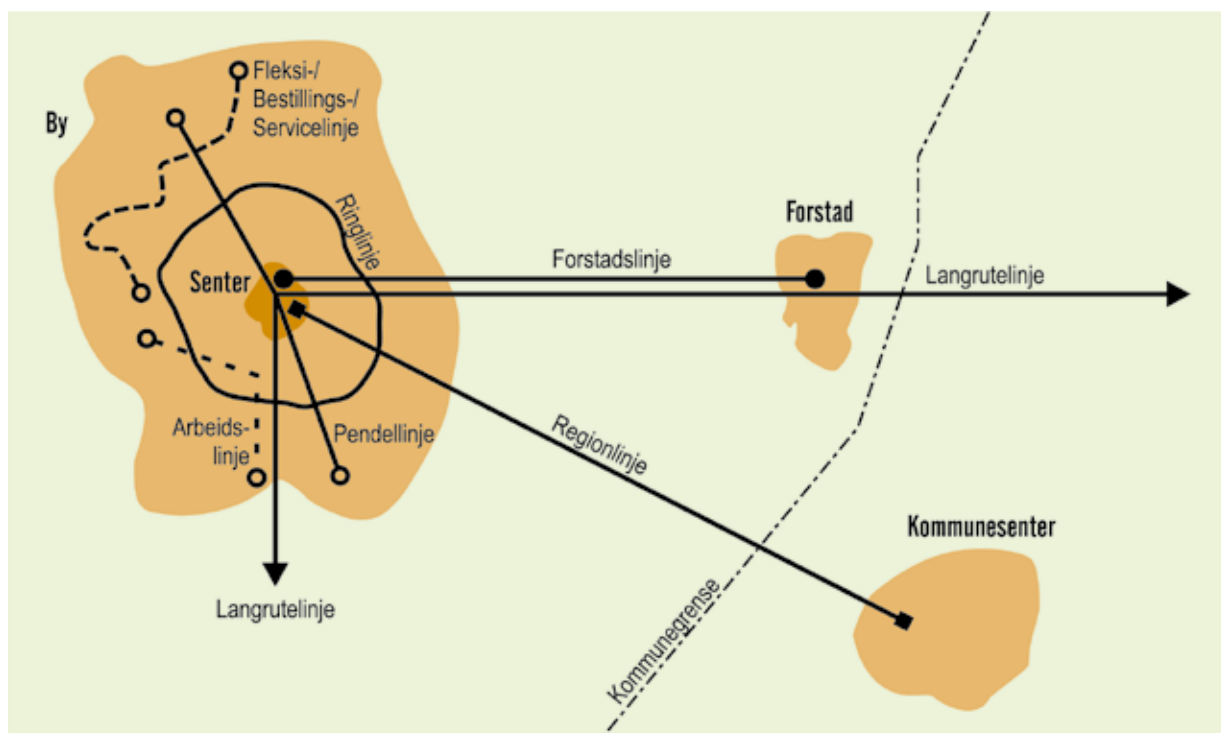 Fleksi-/
Bestillings-/
Servicelinje
By
Ringlinje
Forstad
Senter
Forstadslinje
Langrutelinje
Arbeids-
linje
Pendellinje
Regionlinje
Kommunesenter
Langrutelinje
Kommunegrense